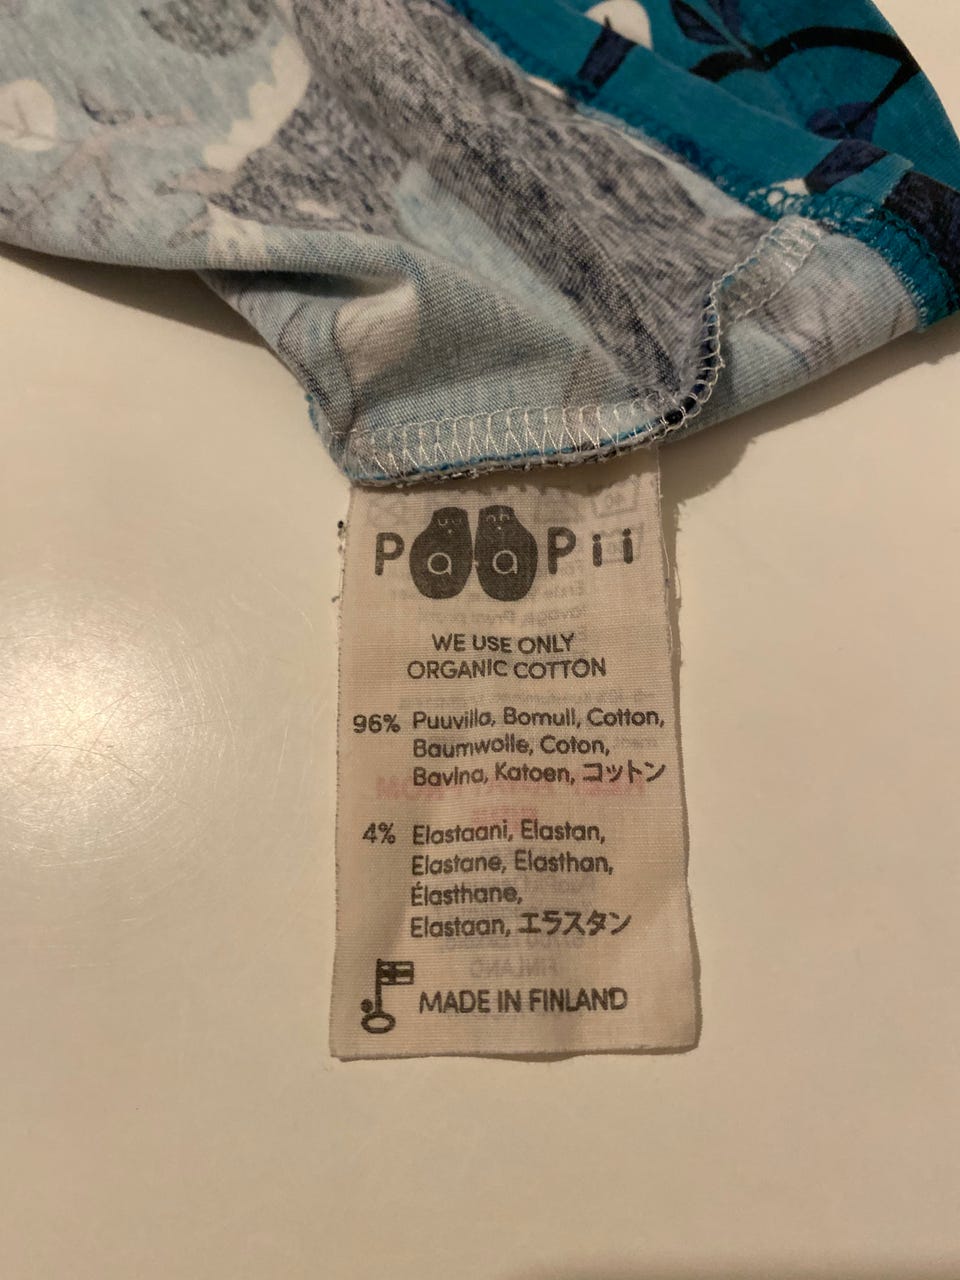 PaaPii
WE USE ONLY
ORGANIC COTTON
96% Puuvilla, Bomull, Cotton,
Baumwolle, Coton,
Bavlna, Katoen, コットン
4% Elastaani, Elastan,
Elastane, Elasthan,
Élasthanne,
Elastaan, エラスタン
MADE IN FINLAND